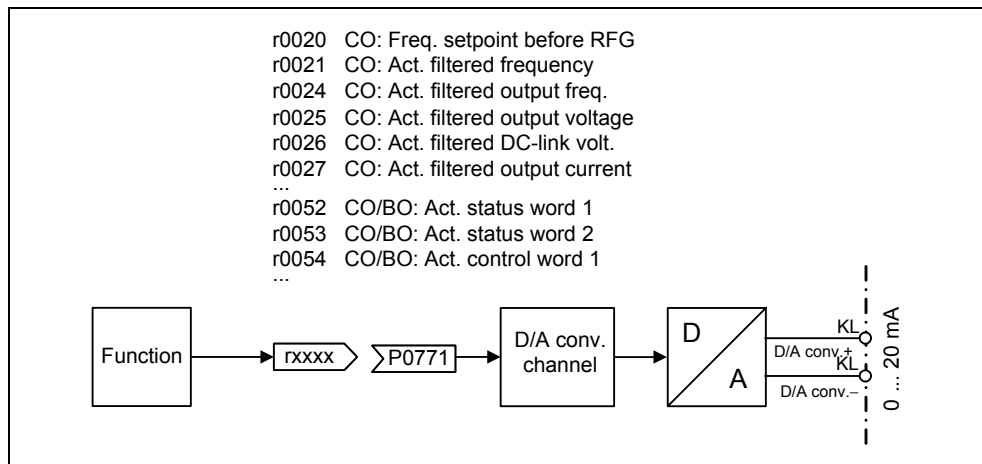 r0020 CO: Freq. setpoint before RFG
r0021 CO: Act. filtered frequency
r0024 CO: Act. filtered output freq.
r0025 CO: Act. filtered output voltage
r0026 CO: Act. filtered DC-link volt.
r0027 CO: Act. filtered output current
...
r0052 CO/BO: Act. status word 1
r0053 CO/BO: Act. status word 2
r0054 CO/BO: Act. control word 1
...
Function
rxxxx
P0771
D/A conv.
channel
D
A
KL
D/A conv.+
KL
D/A conv.−
0 ... 20 mA